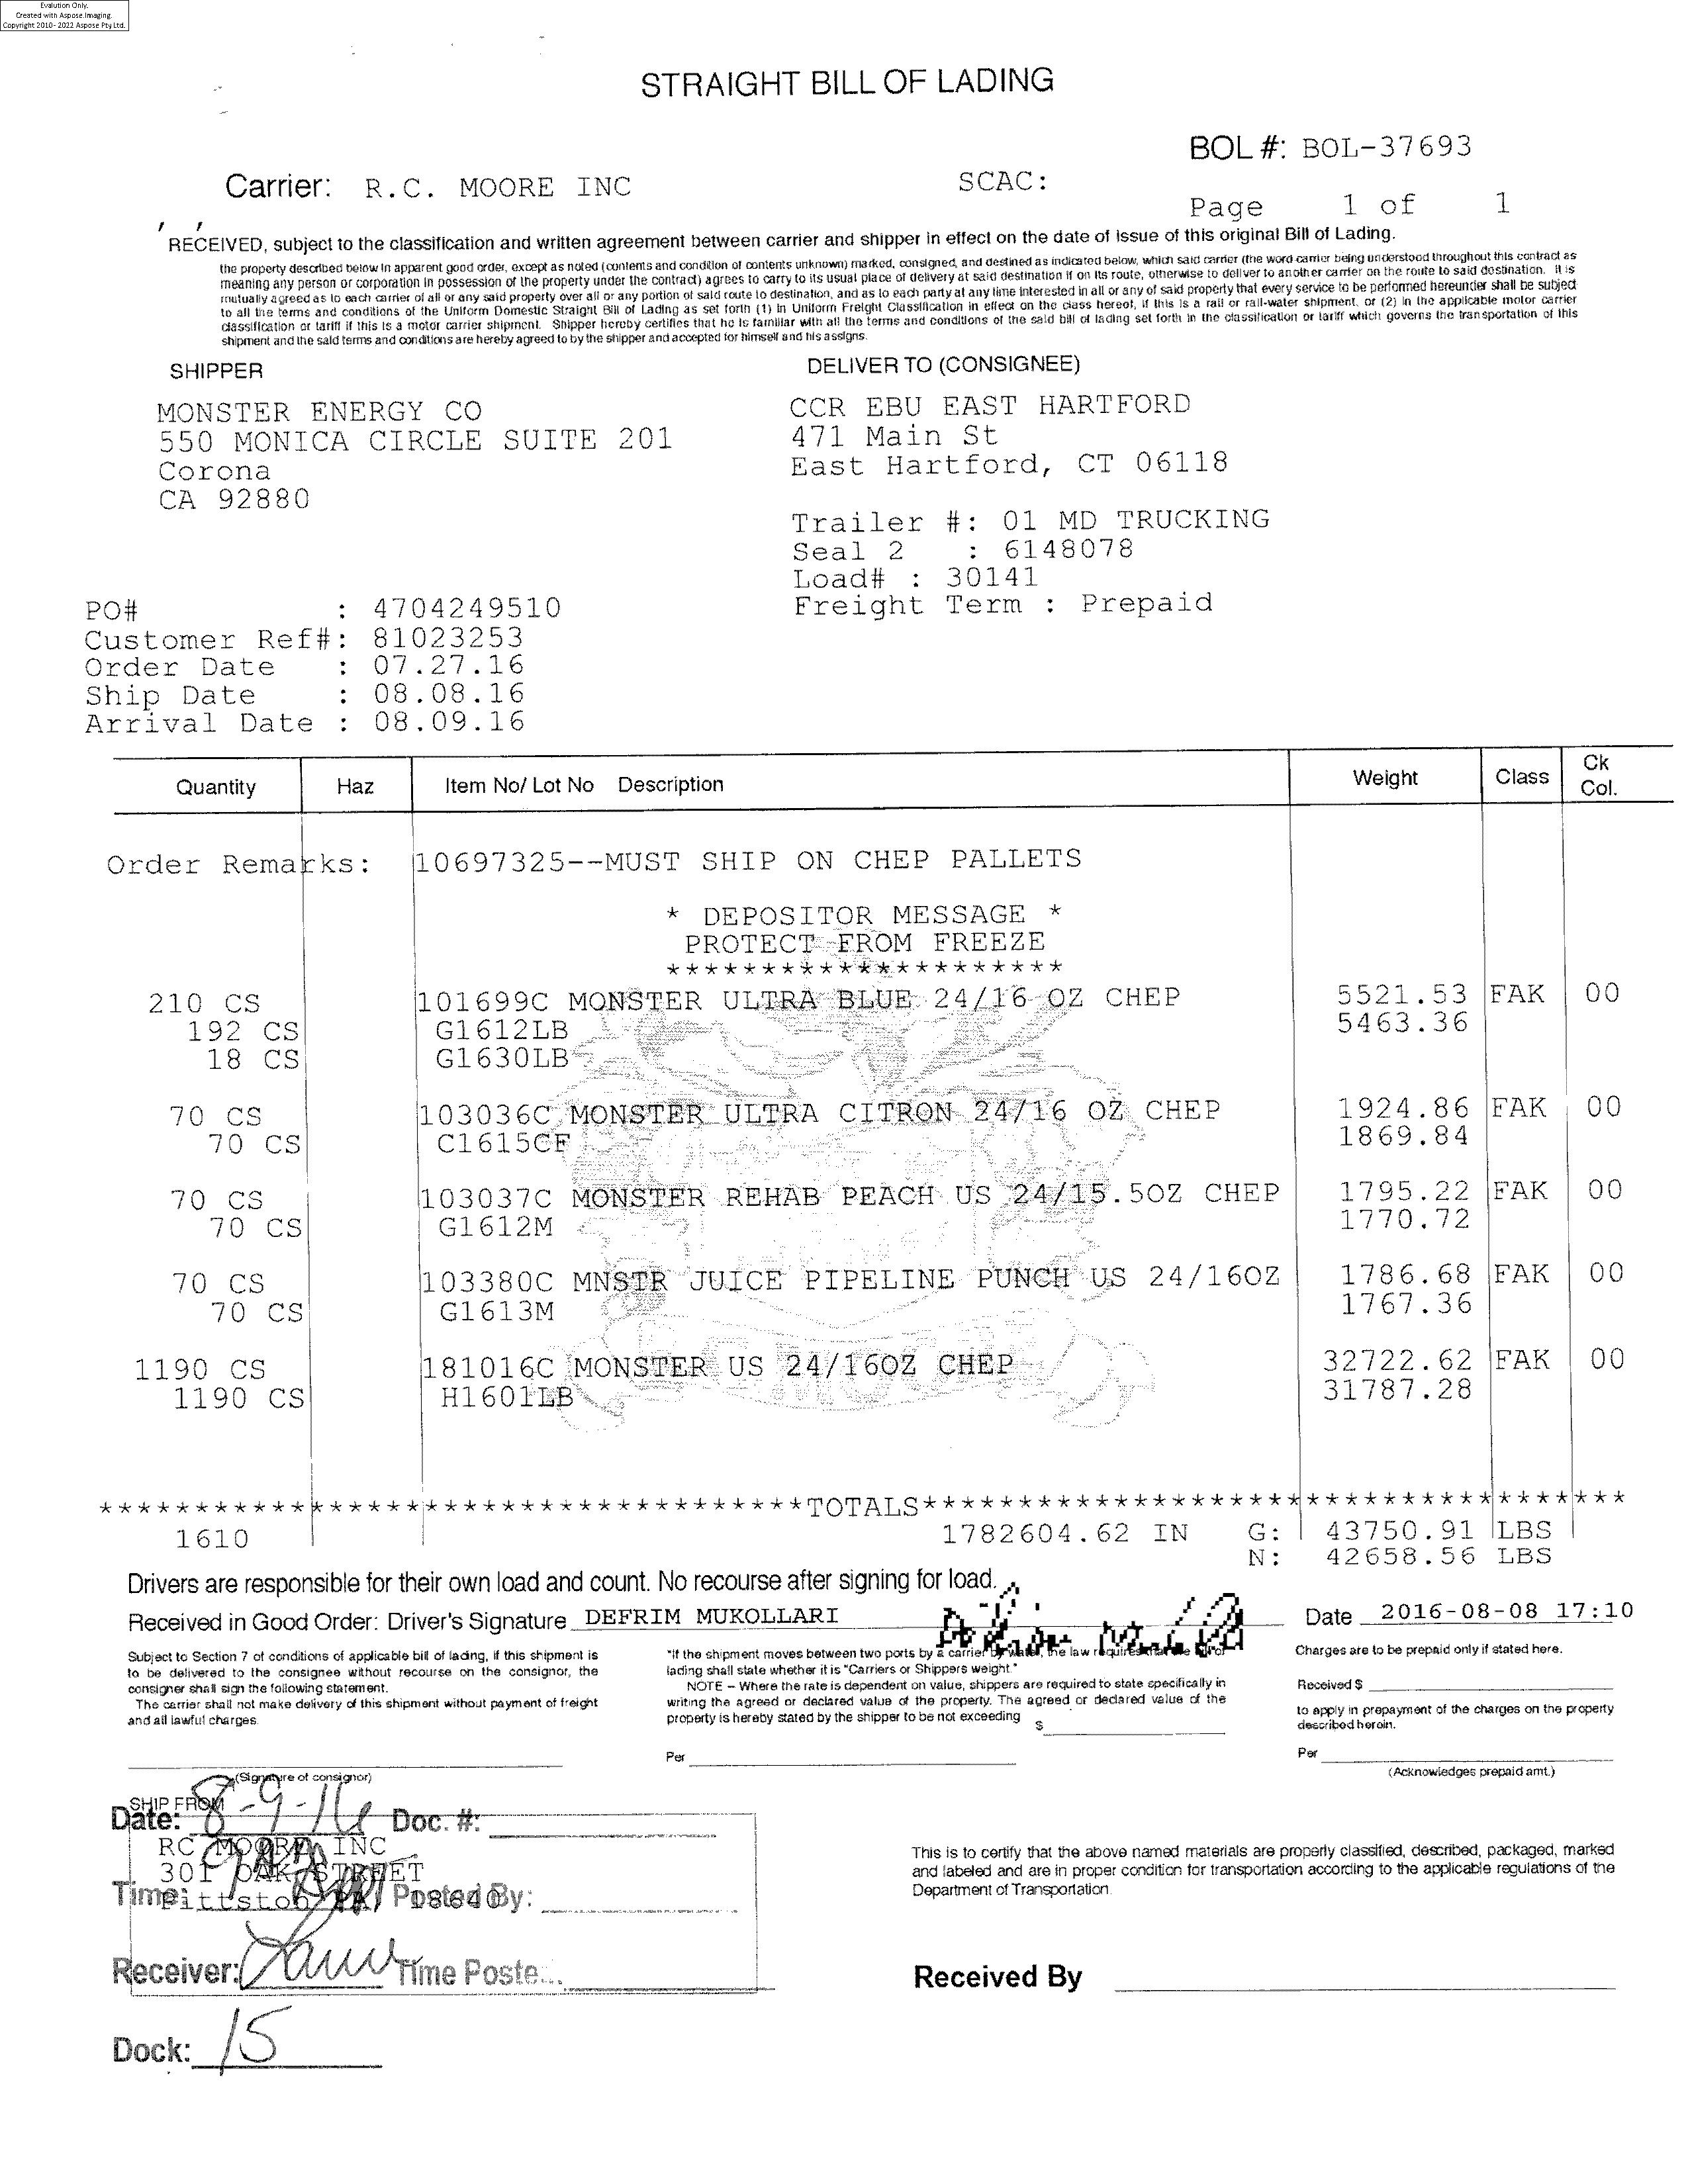 Evalution Only.
Created with Aspose.Imaging.
Copyright 2010-2022 Aspose Pty Ltd.
STRAIGHT BILL OF LADING
BOL #: BOL-37693
Carrier: R.C. MOORE INC SCAC:
Page 1 of 1
RECEIVED, subject to the classification and written agreement between carrier and shipper in effect on the date of issue of this original Bill of Lading.
the property described below in apparent good order, except as noted (contents and condition of contents unknown) marked, consigned, and destined as indicated below, which said carrier (the word carrier being understood throughout this contract as
meaning any person or corporation in possession of the property under the contract) agrees to carry to its usual place of delivery at said destination if on its route, otherwise to deliver to another carrier on the route to said destination. It is
mutually agreed as to each carrier of all or any said property over all or any portion of said route to destination, and as to each party at any time interested in all or any of said property that every service to be performed hereunder shall be subject
to all the terms and conditions of the Uniform Domestic Straight Bill of Lading as set forth (1) in Uniform Freight Classification in effect on the class hereof, if this is a rail or rail-water shipment, or (2) in the applicable motor carrier
classification or tariff if this is a motor carrier shipment. Shipper hereby certifies that he is familiar with all the terms and conditions of the said bill of lading set forth in the classification or tariff which governs the transportation of this
shipment and the said terms and conditions are hereby agreed to by the shipper and accepted for himself and his assigns.
SHIPPER
MONSTER ENERGY CO
550 MONICA CIRCLE SUITE 201
Corona
CA 92880
DELIVER TO (CONSIGNEE)
CCR EBU EAST HARTFORD
471 Main St
East Hartford, CT 06118
Trailer #: 01 MD TRUCKING
Seal 2 : 6148078
Load# : 30141
Freight Term : Prepaid
PO# : 4704249510
Customer Ref#: 81023253
Order Date : 07.27.16
Ship Date : 08.08.16
Arrival Date : 08.09.16
Quantity Haz Item No/ Lot No Description Weight Class Ck Col.
Order Remarks: 10697325--MUST SHIP ON CHEP PALLETS
* DEPOSITOR MESSAGE *
PROTECT FROM FREEZE
*********************
210 CS 101699C MONSTER ULTRA BLUE 24/16 OZ CHEP 5521.53 FAK 00
192 CS G1612LB 5463.36
18 CS G1630LB
70 CS 103036C MONSTER ULTRA CITRON 24/16 OZ CHEP 1924.86 FAK 00
70 CS C1615CF 1869.84
70 CS 103037C MONSTER REHAB PEACH US 24/15.5OZ CHEP 1795.22 FAK 00
70 CS G1612M 1770.72
70 CS 103380C MNSTR JUICE PIPELINE PUNCH US 24/16OZ 1786.68 FAK 00
70 CS G1613M 1767.36
1190 CS 181016C MONSTER US 24/16OZ CHEP 32722.62 FAK 00
1190 CS H1601LB 31787.28
*************************************TOTALS*************************************
1610 1782604.62 IN G: 43750.91 LBS
N: 42658.56 LBS
Drivers are responsible for their own load and count. No recourse after signing for load.
Received in Good Order: Driver's Signature DEFRIM MUKOLLARI Date 2016-08-08 17:10
Subject to Section 7 of conditions of applicable bill of lading, if this shipment is
to be delivered to the consignee without recourse on the consignor, the
consigner shall sign the following statement.
The carrier shall not make delivery of this shipment without payment of freight
and all lawful charges.
(Signature of consignor)
"If the shipment moves between two ports by a carrier by water, the law requires that the bill of
lading shall state whether it is "Carriers or Shippers weight."
NOTE – Where the rate is dependent on value, shippers are required to state specifically in
writing the agreed or declared value of the property. The agreed or declared value of the
property is hereby stated by the shipper to be not exceeding $
Per
Charges are to be prepaid only if stated here.
Received $
to apply in prepayment of the charges on the property
described herein.
Per
(Acknowledges prepaid amt.)
SHIP FROM
RC MOORE INC
301 OAK STREET
Pittston PA 18640
Date: 8-9-16 Doc. #:
Time: Posted By:
Receiver: Time Poste
Dock: 15
This is to certify that the above named materials are properly classified, described, packaged, marked
and labeled and are in proper condition for transportation according to the applicable regulations of the
Department of Transportation.
Received By